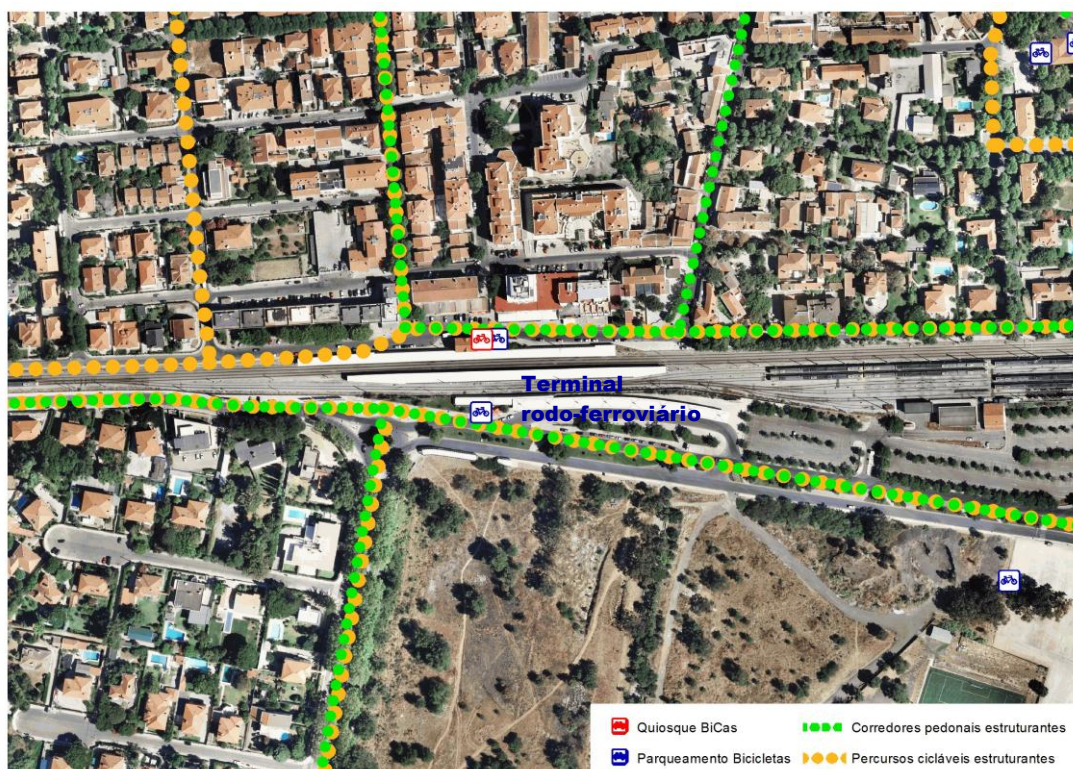 Terminal
rodo-ferroviário
Quiosque BiCas
Corredores pedonais estruturantes
Parqueamento Bicicletas
Percursos cicláveis estruturantes